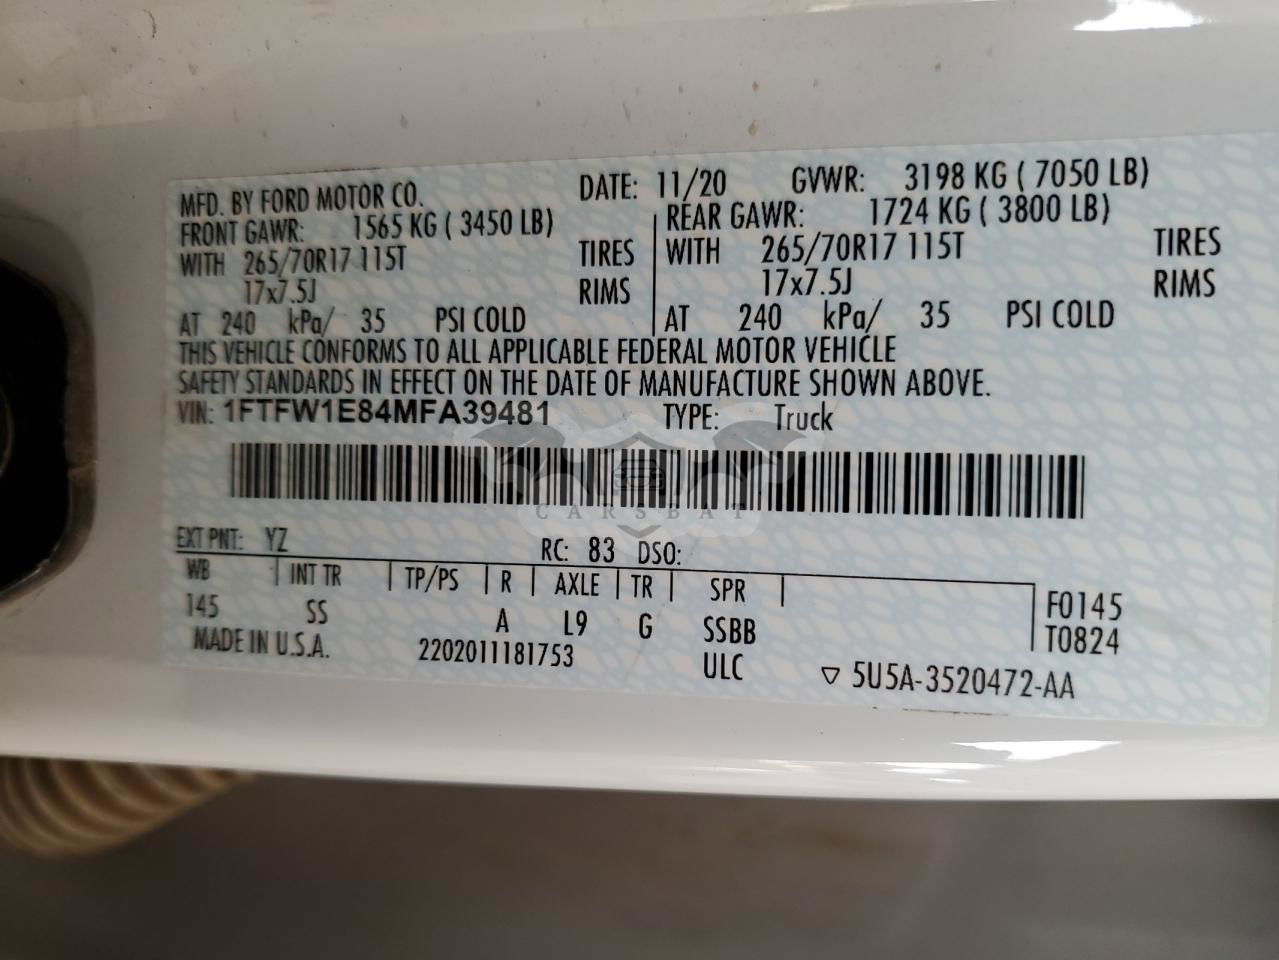 MFD. BY FORD MOTOR CO. DATE: 11/20 GVWR: 3198 KG ( 7050 LB)
FRONT GAWR: 1565 KG ( 3450 LB) REAR GAWR: 1724 KG ( 3800 LB)
WITH 265/70R17 115T TIRES WITH 265/70R17 115T TIRES
17x7.5J RIMS 17x7.5J RIMS
AT 240 kPa/ 35 PSI COLD AT 240 kPa/ 35 PSI COLD
THIS VEHICLE CONFORMS TO ALL APPLICABLE FEDERAL MOTOR VEHICLE
SAFETY STANDARDS IN EFFECT ON THE DATE OF MANUFACTURE SHOWN ABOVE.
VIN: 1FTFW1E84MFA39481 TYPE: Truck
CARSBAT
EXT PNT: YZ RC: 83 DSO:
WB INT TR TP/PS R AXLE TR SPR F0145
145 SS A L9 G SSBB T0824
MADE IN U.S.A. 2202011181753 ULC ▽ 5U5A-3520472-AA